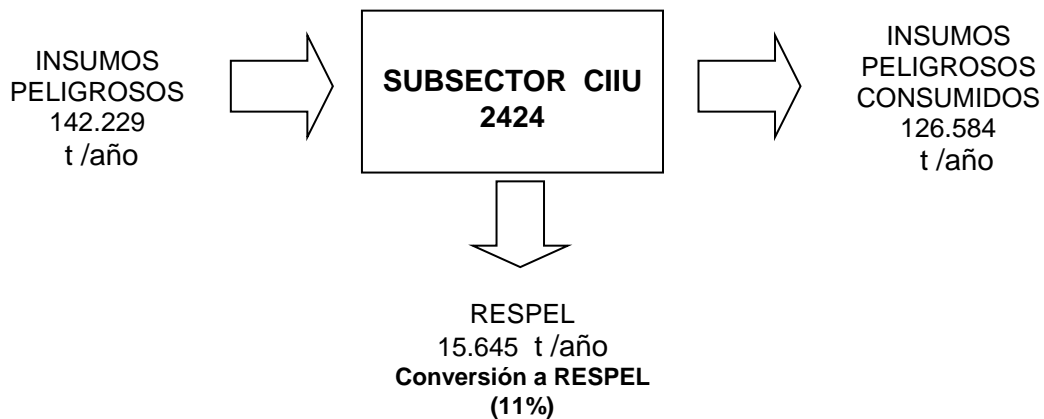 INSUMOS
PELIGROSOS
142.229
t /año
SUBSECTOR CIIU
2424
INSUMOS
PELIGROSOS
CONSUMIDOS
126.584
t /año
RESPEL
15.645 t /año
Conversión a RESPEL
(11%)